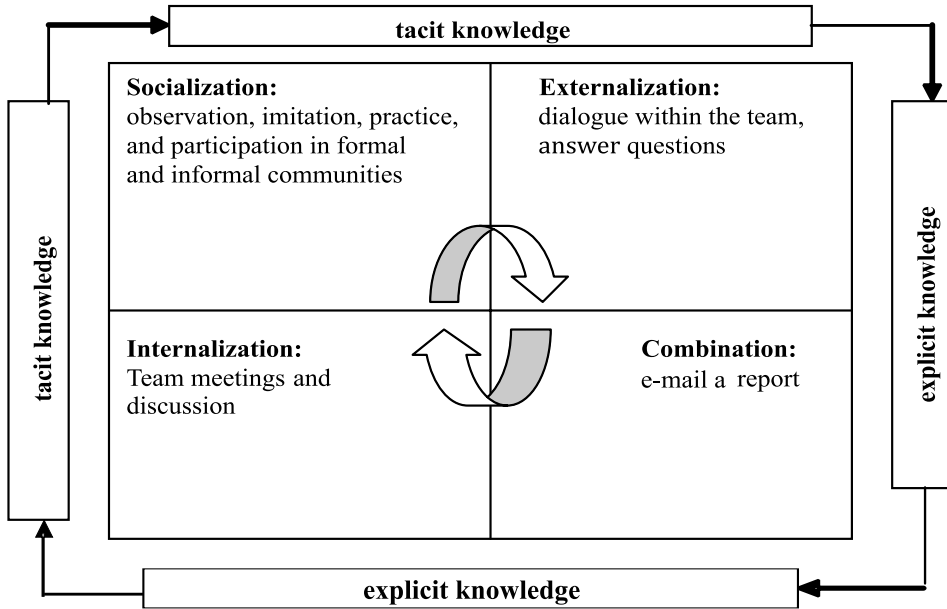 tacit knowledge
Socialization:
observation, imitation, practice,
and participation in formal
and informal communities
Externalization:
dialogue within the team,
answer questions
tacit knowledge
explicit knowledge
Internalization:
Team meetings and
discussion
Combination:
e-mail a report
explicit knowledge